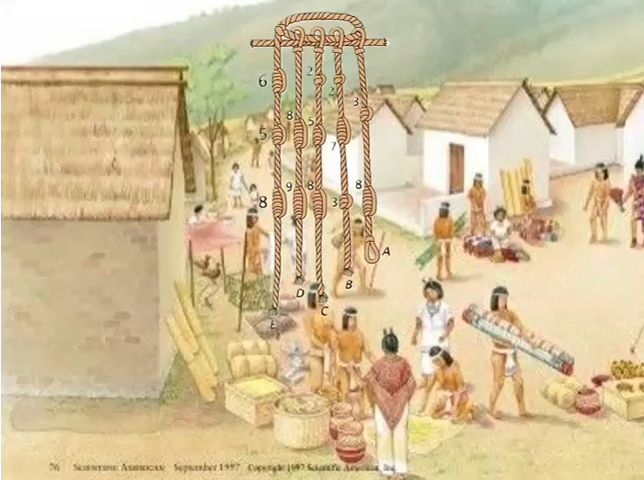 2
6 2
3
8 5
5 7
9 8 8
8 3
A
B
D
C
E
76 SCIENTIFIC AMERICAN September 1997 Copyright 1997 Scientific American, Inc.